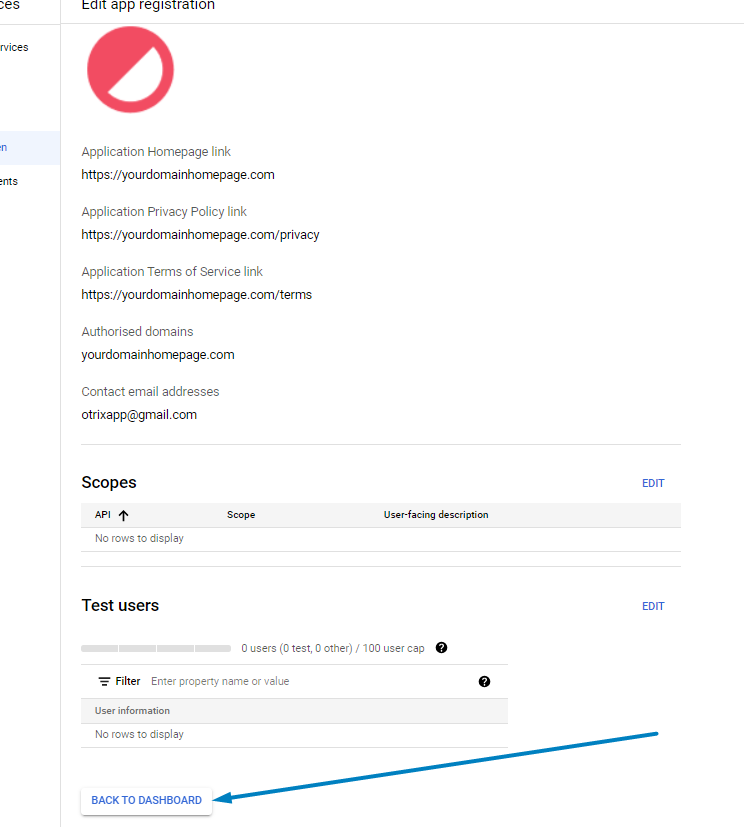 ces
Edit app registration
rvices
en
ents
Application Homepage link
https://yourdomainhomepage.com
Application Privacy Policy link
https://yourdomainhomepage.com/privacy
Application Terms of Service link
https://yourdomainhomepage.com/terms
Authorised domains
yourdomainhomepage.com
Contact email addresses
otrixapp@gmail.com
Scopes EDIT
API Scope User-facing description
No rows to display
Test users EDIT
0 users (0 test, 0 other) / 100 user cap ?
Filter Enter property name or value ?
User information
No rows to display
BACK TO DASHBOARD